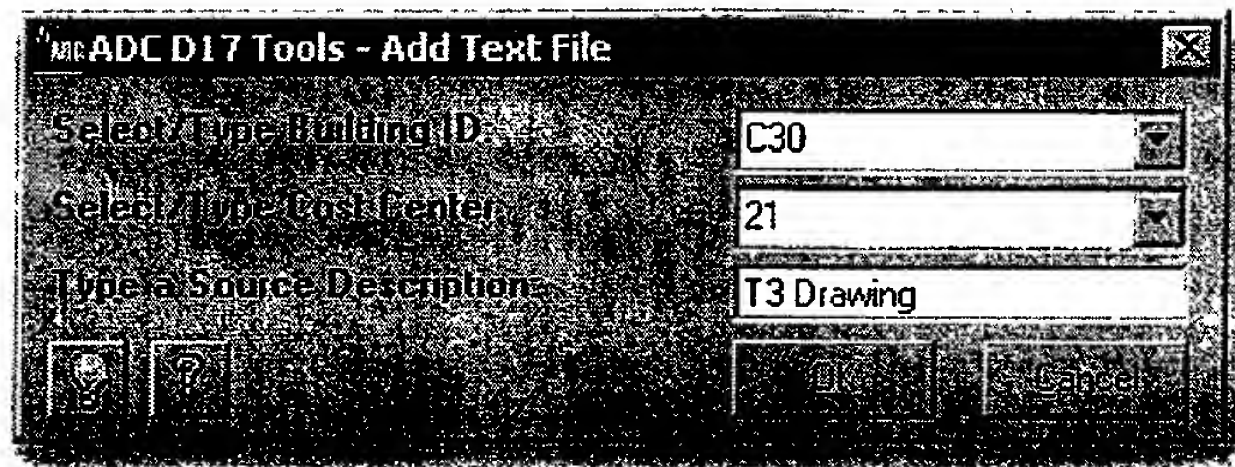 ADC D17 Tools - Add Text File
Select/Type Building ID: C30
Select/Type Cost Center 21
Type a Source Description T3 Drawing
? Ok Cancel